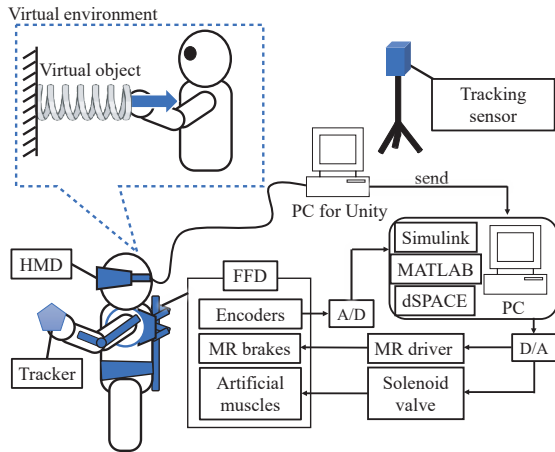 Virtual environment
Virtual object
Tracking
sensor
PC for Unity
send
Simulink
MATLAB
dSPACE
PC
HMD
FFD
Encoders
A/D
MR brakes
MR driver
D/A
Tracker
Artificial
muscles
Solenoid
valve